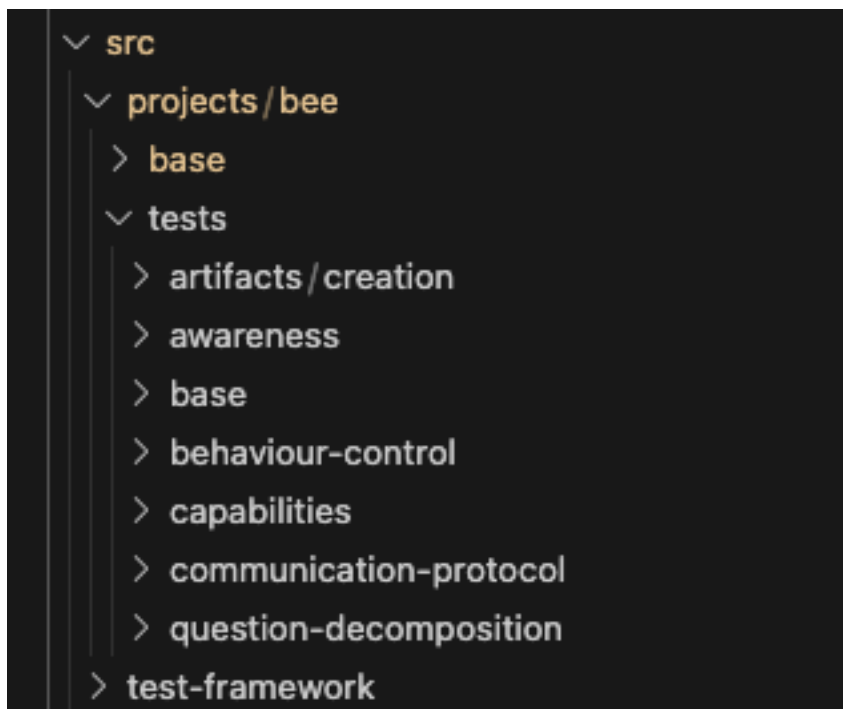 src
projects/bee
base
tests
artifacts/creation
awareness
base
behaviour-control
capabilities
communication-protocol
question-decomposition
test-framework